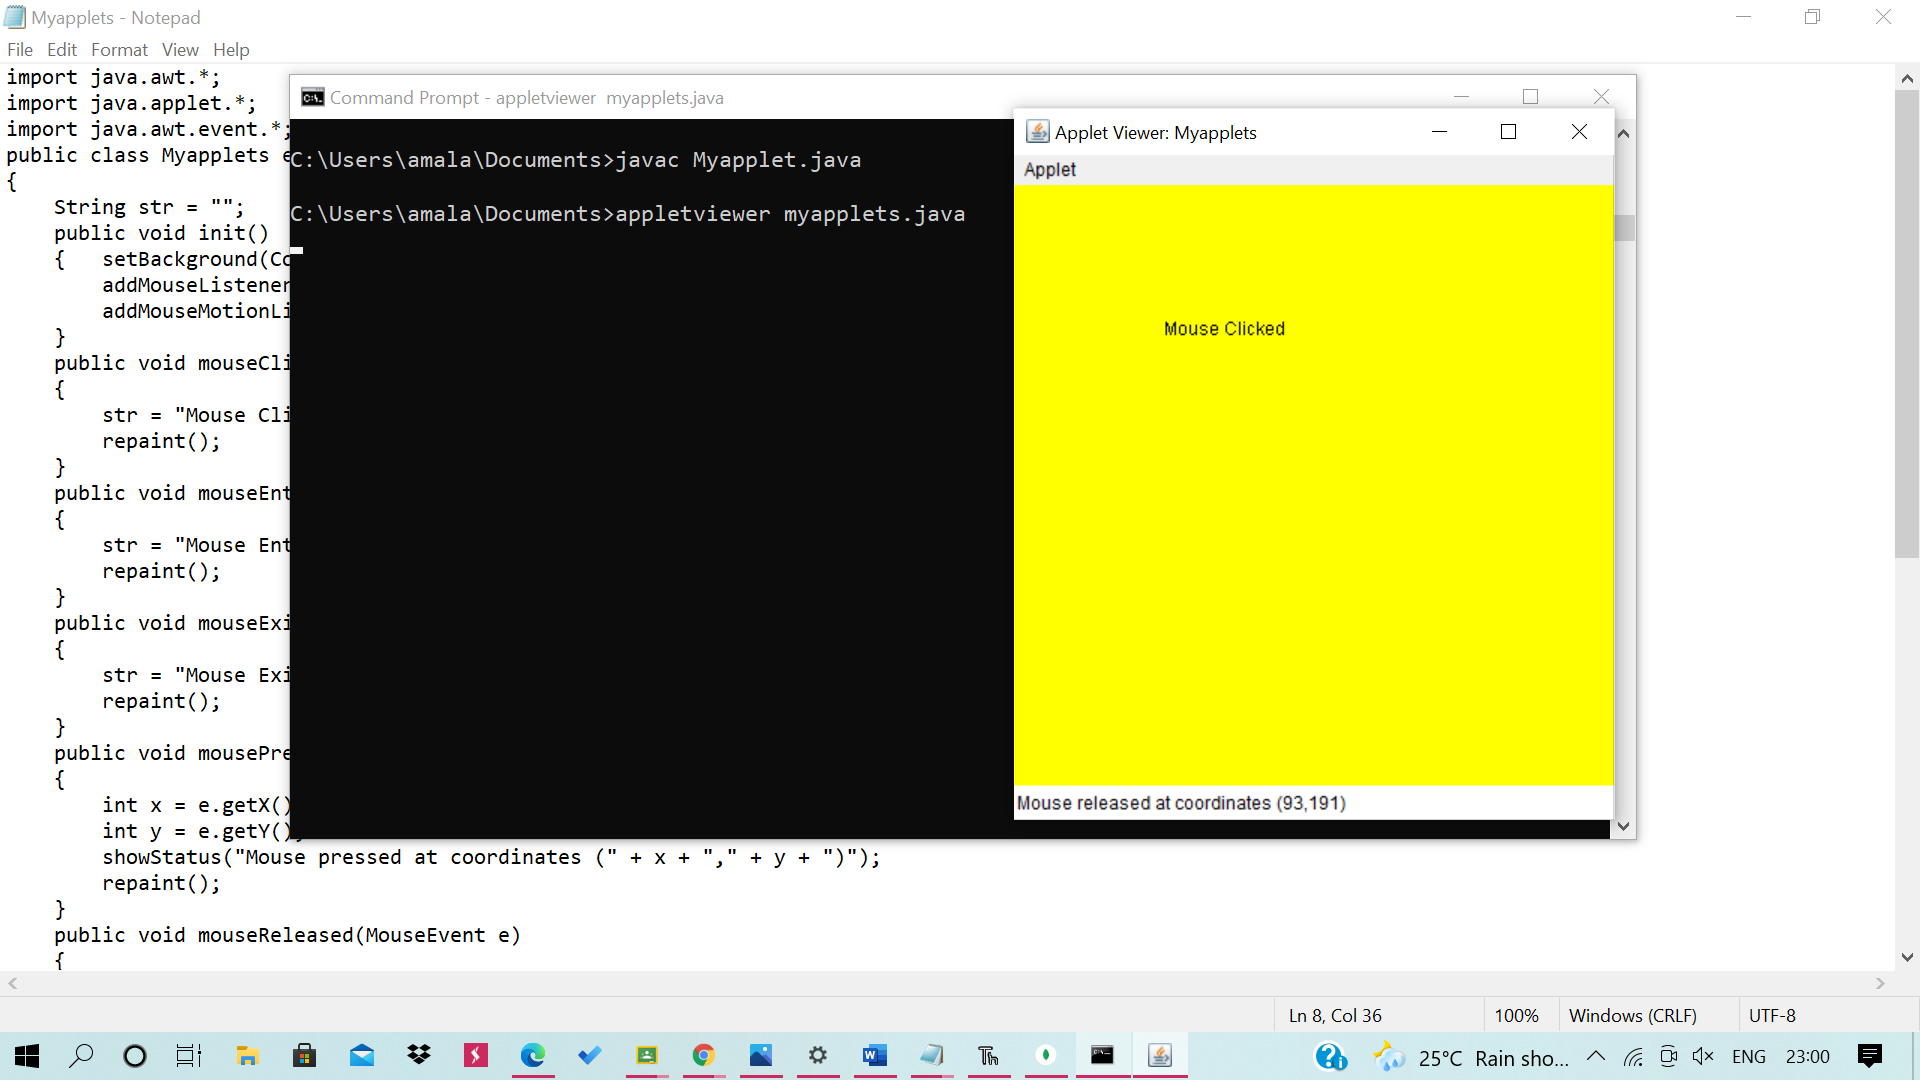 Myapplets - Notepad
File Edit Format View Help
import java.awt.*;
import java.applet.*;
import java.awt.event.*;
public class Myapplets e
{
String str = "";
public void init()
{ setBackground(Co
addMouseListener
addMouseMotionLi
}
public void mouseCli
{
str = "Mouse Cli
repaint();
}
public void mouseEnt
{
str = "Mouse Ent
repaint();
}
public void mouseExi
{
str = "Mouse Exi
repaint();
}
public void mousePre
{
int x = e.getX()
int y = e.getY();
showStatus("Mouse pressed at coordinates (" + x + "," + y + ")");
repaint();
}
public void mouseReleased(MouseEvent e)
{
Command Prompt - appletviewer myapplets.java
C:\Users\amala\Documents>javac Myapplet.java
C:\Users\amala\Documents>appletviewer myapplets.java
Applet Viewer: Myapplets
Applet
Mouse Clicked
Mouse released at coordinates (93,191)
Ln 8, Col 36
100%
Windows (CRLF)
UTF-8
25°C Rain sho...
ENG
23:00